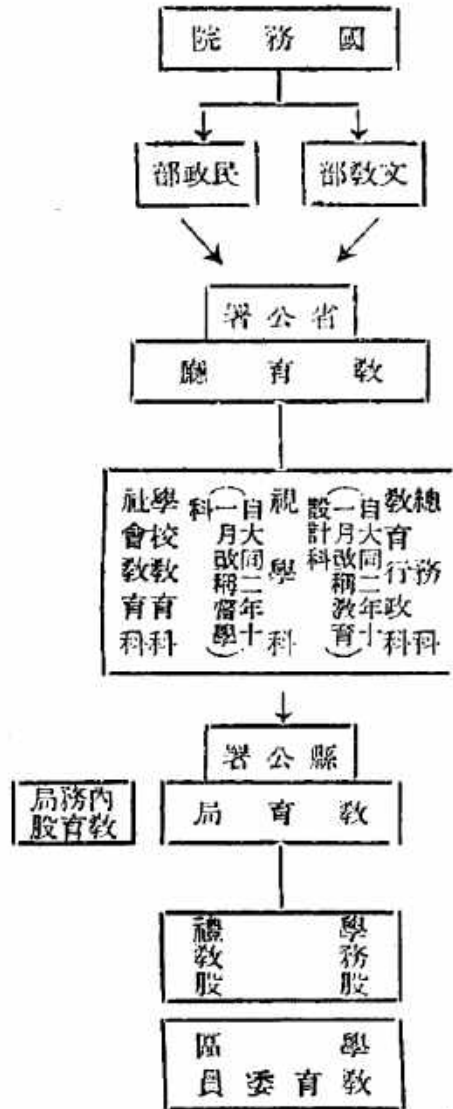 國務院
文教部
民政部
省公署
教育廳
總務科
教育行政科
(自大同二年十一月改稱教育設計科)
視學科
(自大同二年十一月改稱督學科)
學校教育科
社會教育科
縣公署
教育局
內務局
教育股
學務股
禮教股
學區
教育委員